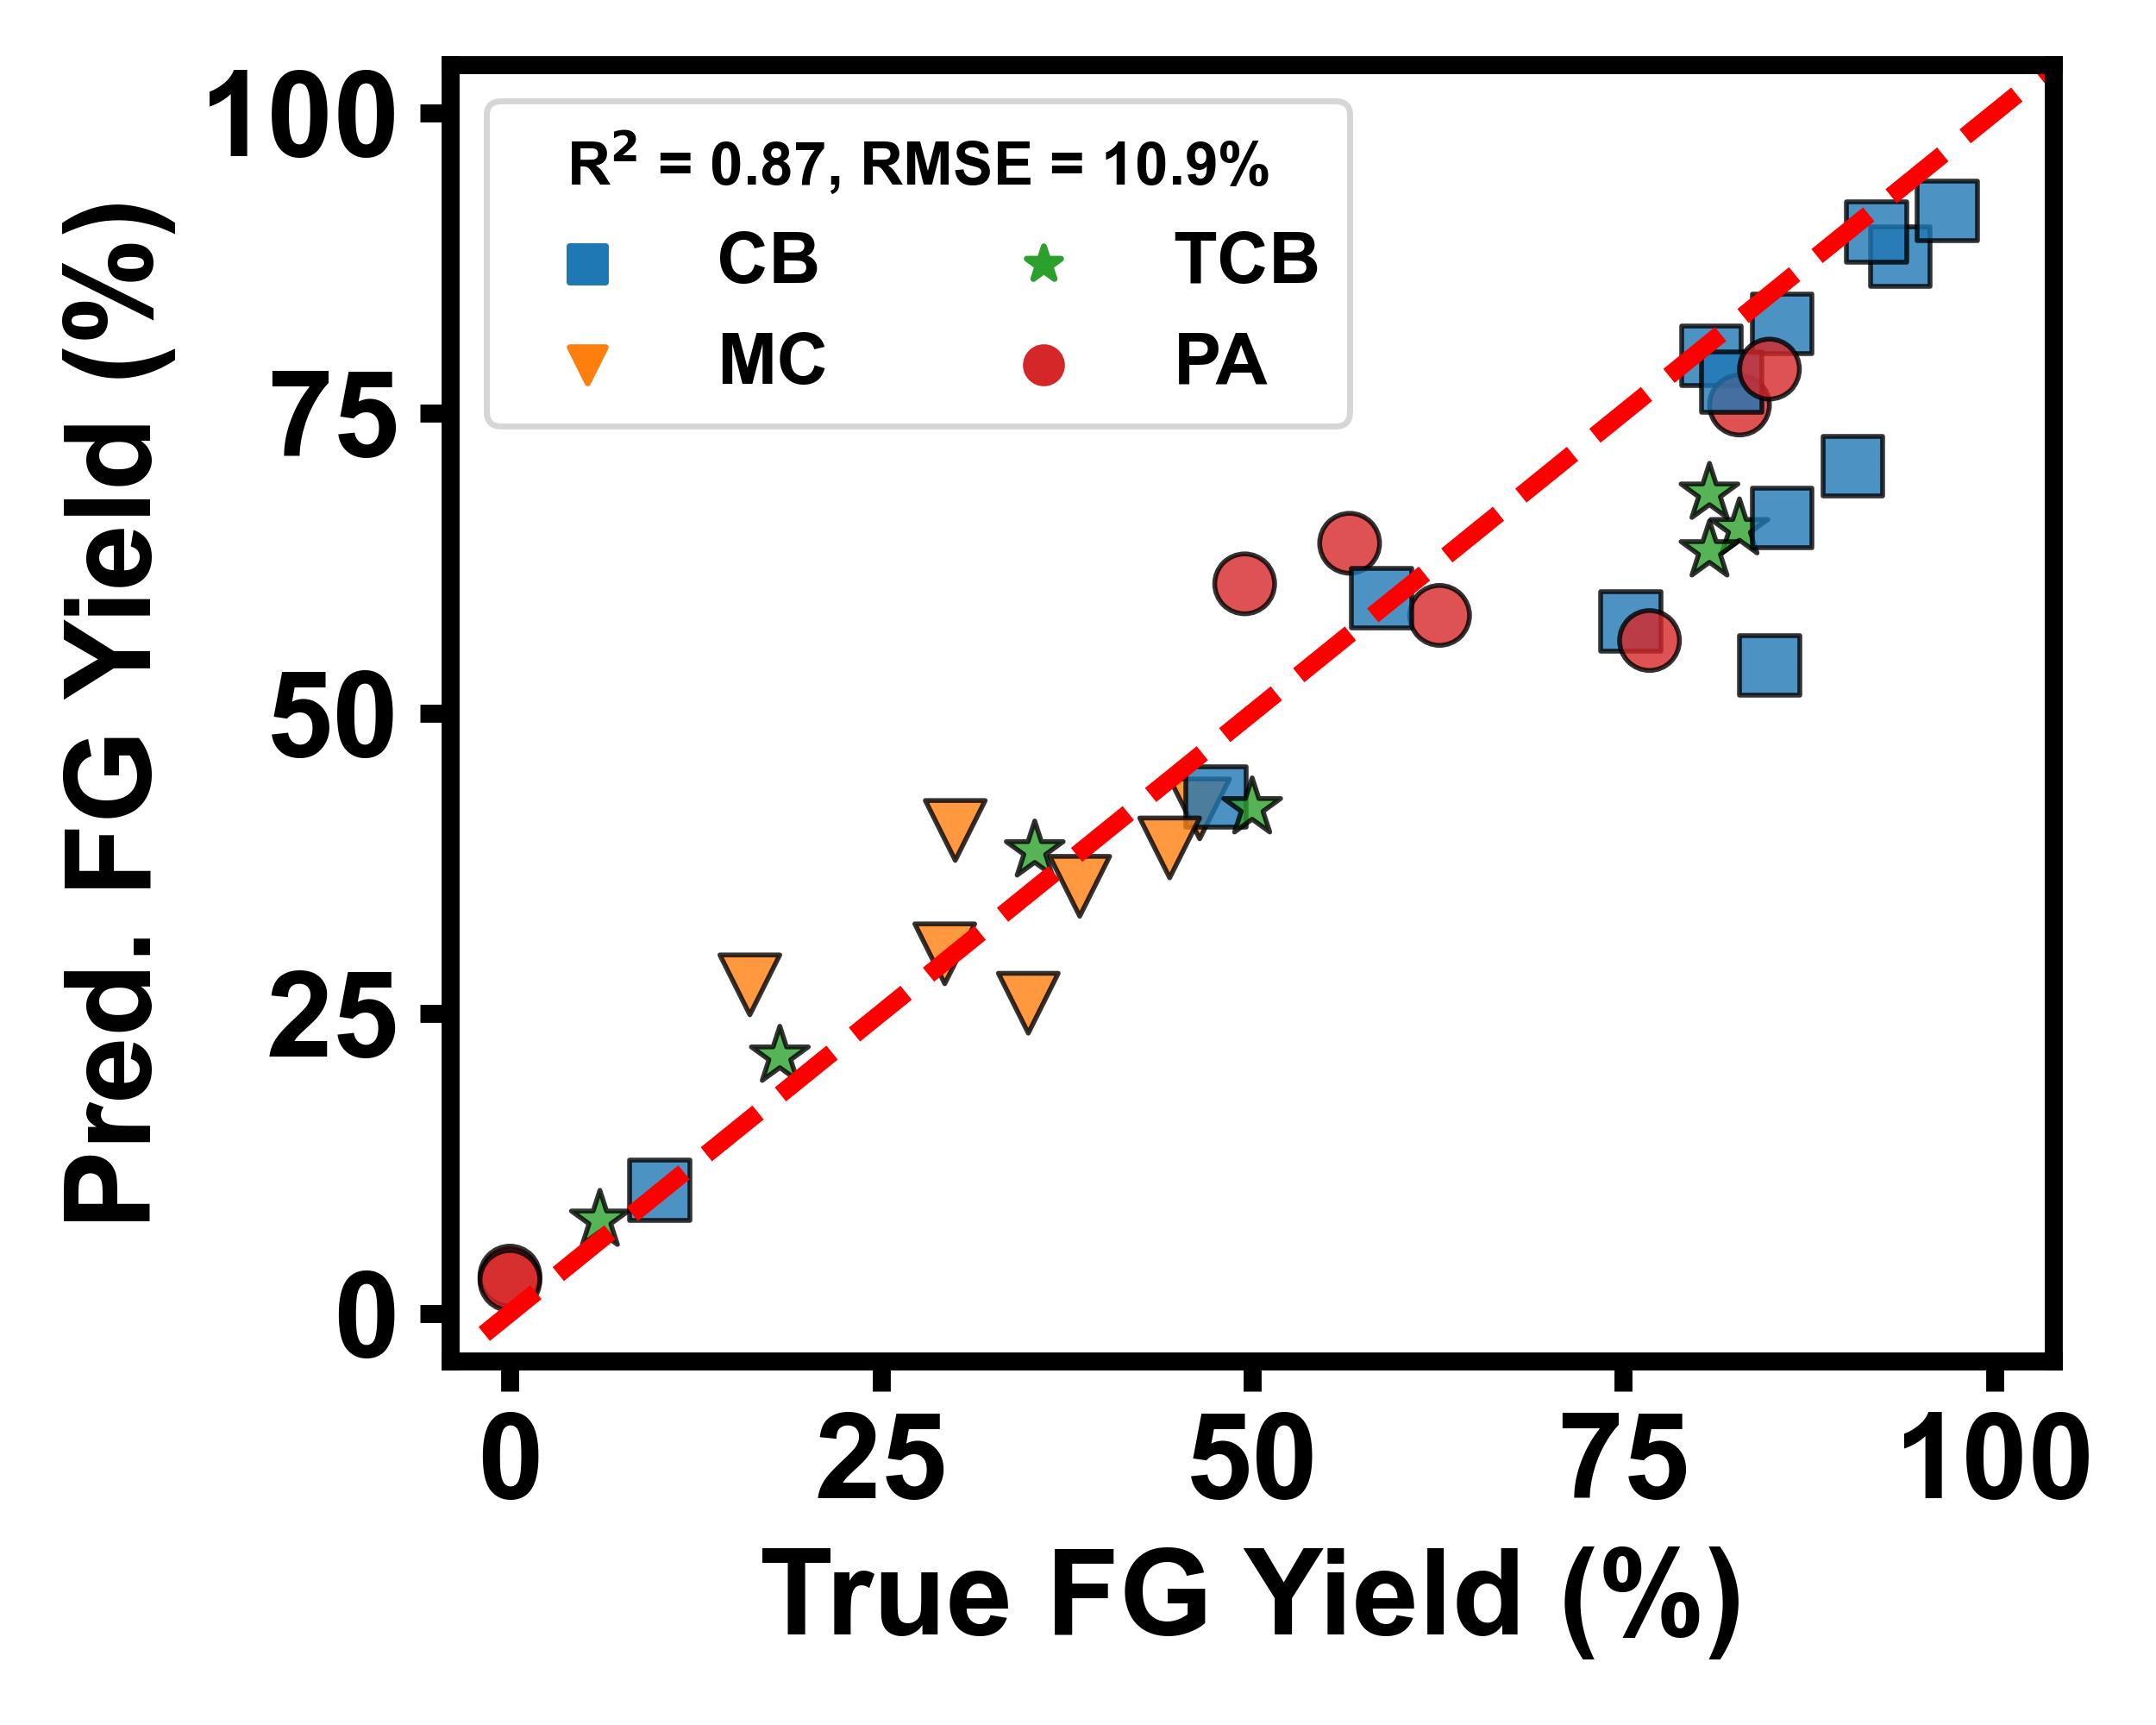 Pred. FG Yield (%)
100
75
50
25
0
R² = 0.87, RMSE = 10.9%
CB TCB
MC PA
0 25 50 75 100
True FG Yield (%)